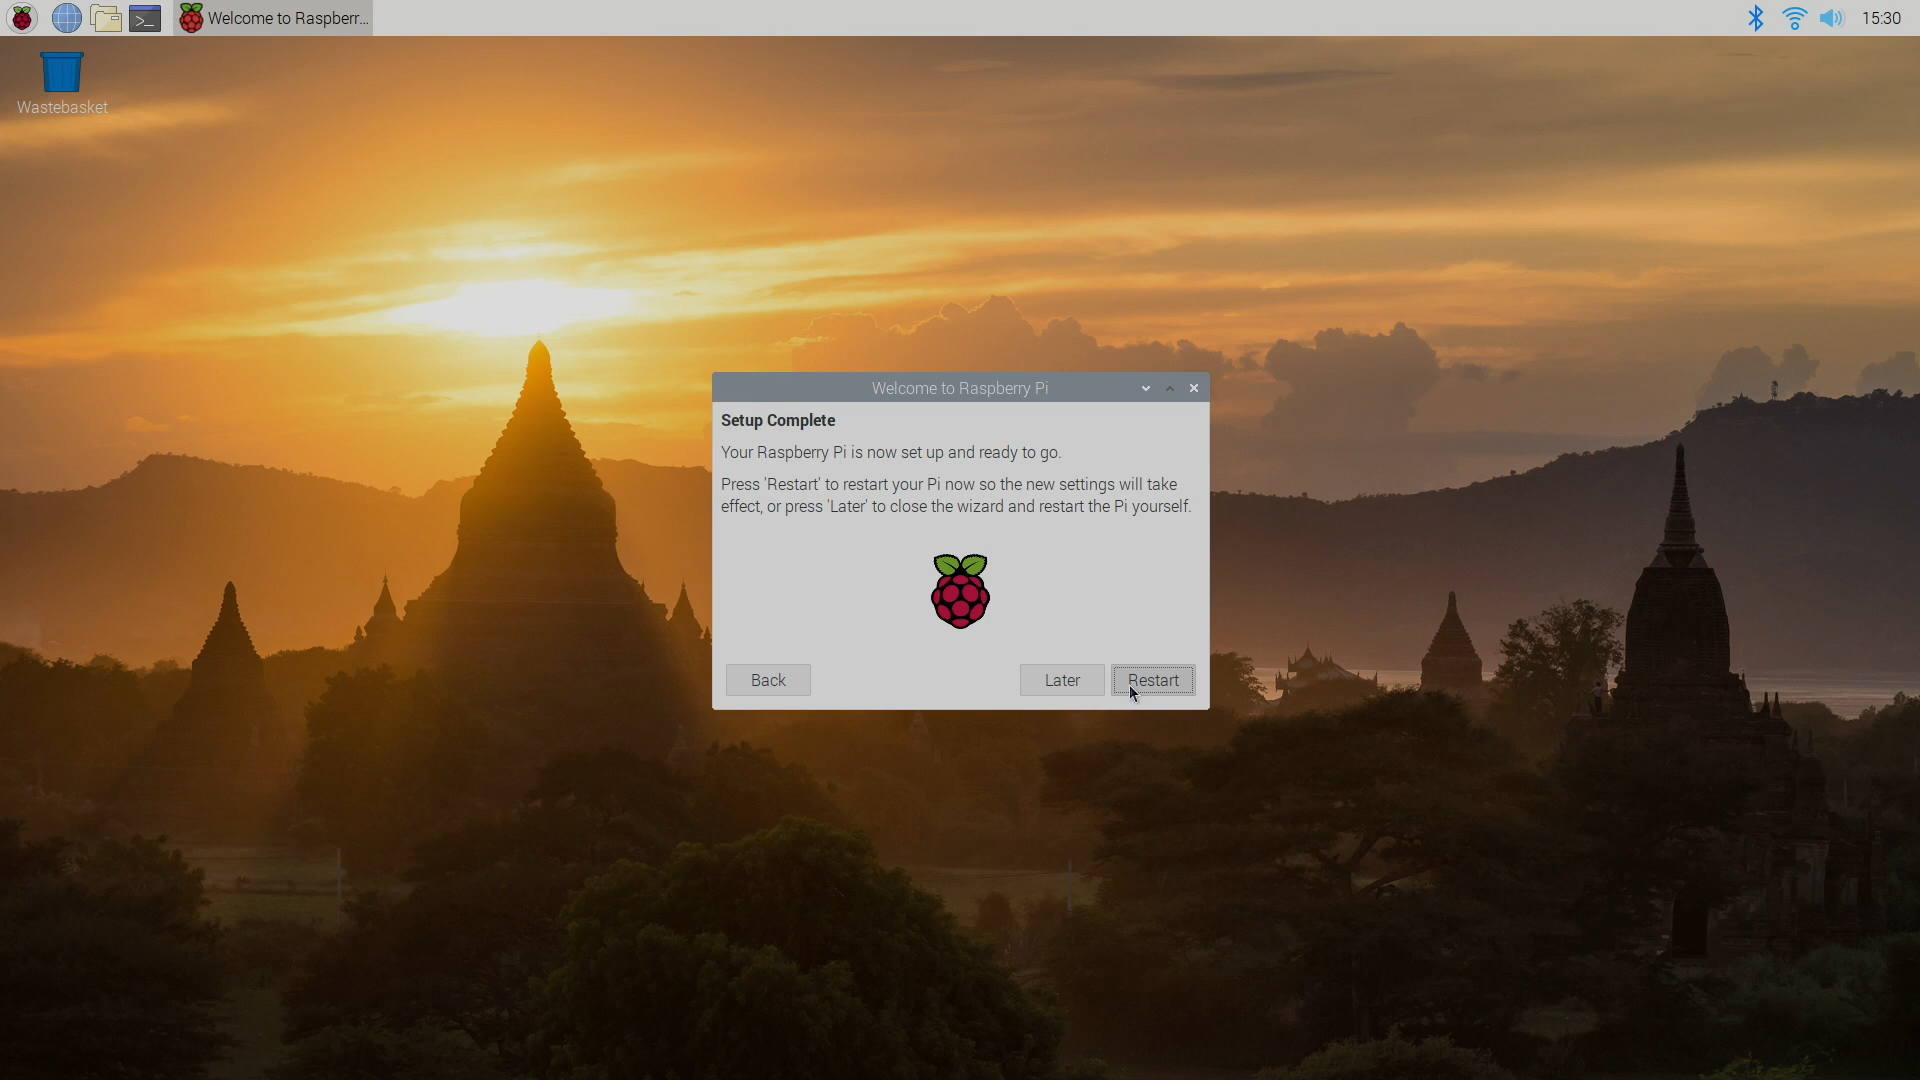 Welcome to Raspberr...
15:30
Wastebasket
Welcome to Raspberry Pi
Setup Complete
Your Raspberry Pi is now set up and ready to go.
Press 'Restart' to restart your Pi now so the new settings will take
effect, or press 'Later' to close the wizard and restart the Pi yourself.
Back
Later
Restart